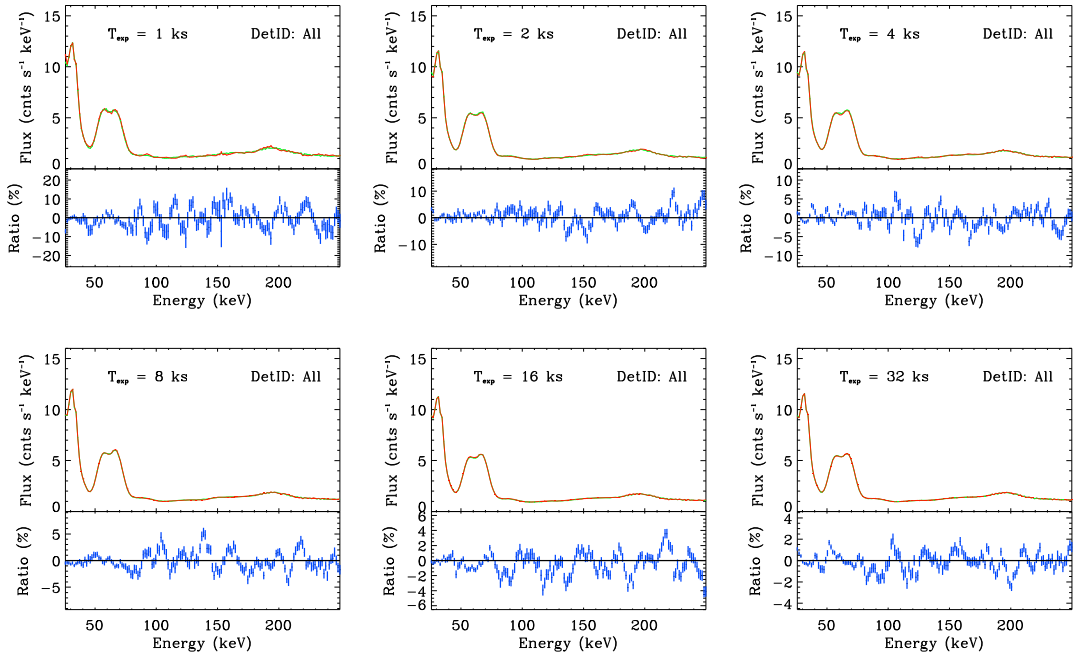 T_exp = 1 ks DetID: All
Flux (cnts s⁻¹ keV⁻¹)
15
10
5
0
Ratio (%)
20
10
0
−10
−20
50 100 150 200
Energy (keV)
T_exp = 2 ks DetID: All
Flux (cnts s⁻¹ keV⁻¹)
15
10
5
0
Ratio (%)
10
0
−10
50 100 150 200
Energy (keV)
T_exp = 4 ks DetID: All
Flux (cnts s⁻¹ keV⁻¹)
15
10
5
0
Ratio (%)
10
5
0
−5
−10
50 100 150 200
Energy (keV)
T_exp = 8 ks DetID: All
Flux (cnts s⁻¹ keV⁻¹)
15
10
5
0
Ratio (%)
5
0
−5
50 100 150 200
Energy (keV)
T_exp = 16 ks DetID: All
Flux (cnts s⁻¹ keV⁻¹)
15
10
5
0
Ratio (%)
6
4
2
0
−2
−4
−6
50 100 150 200
Energy (keV)
T_exp = 32 ks DetID: All
Flux (cnts s⁻¹ keV⁻¹)
15
10
5
0
Ratio (%)
4
2
0
−2
−4
50 100 150 200
Energy (keV)